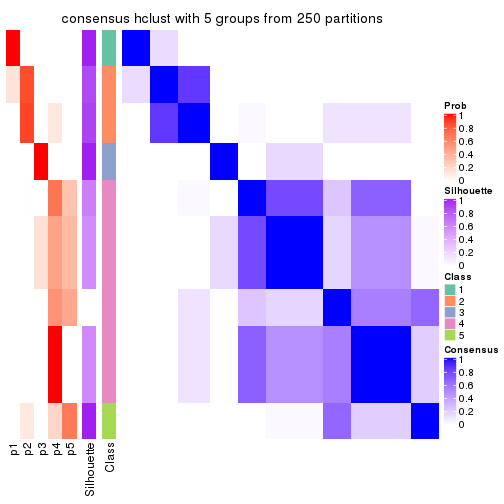 consensus hclust with 5 groups from 250 partitions
Prob
1
0.8
0.6
0.4
0.2
0
Silhouette
1
0.8
0.6
0.4
0.2
0
Class
1
2
3
4
5
Consensus
1
0.8
0.6
0.4
0.2
0
p1
p2
p3
p4
p5
Silhouette
Class